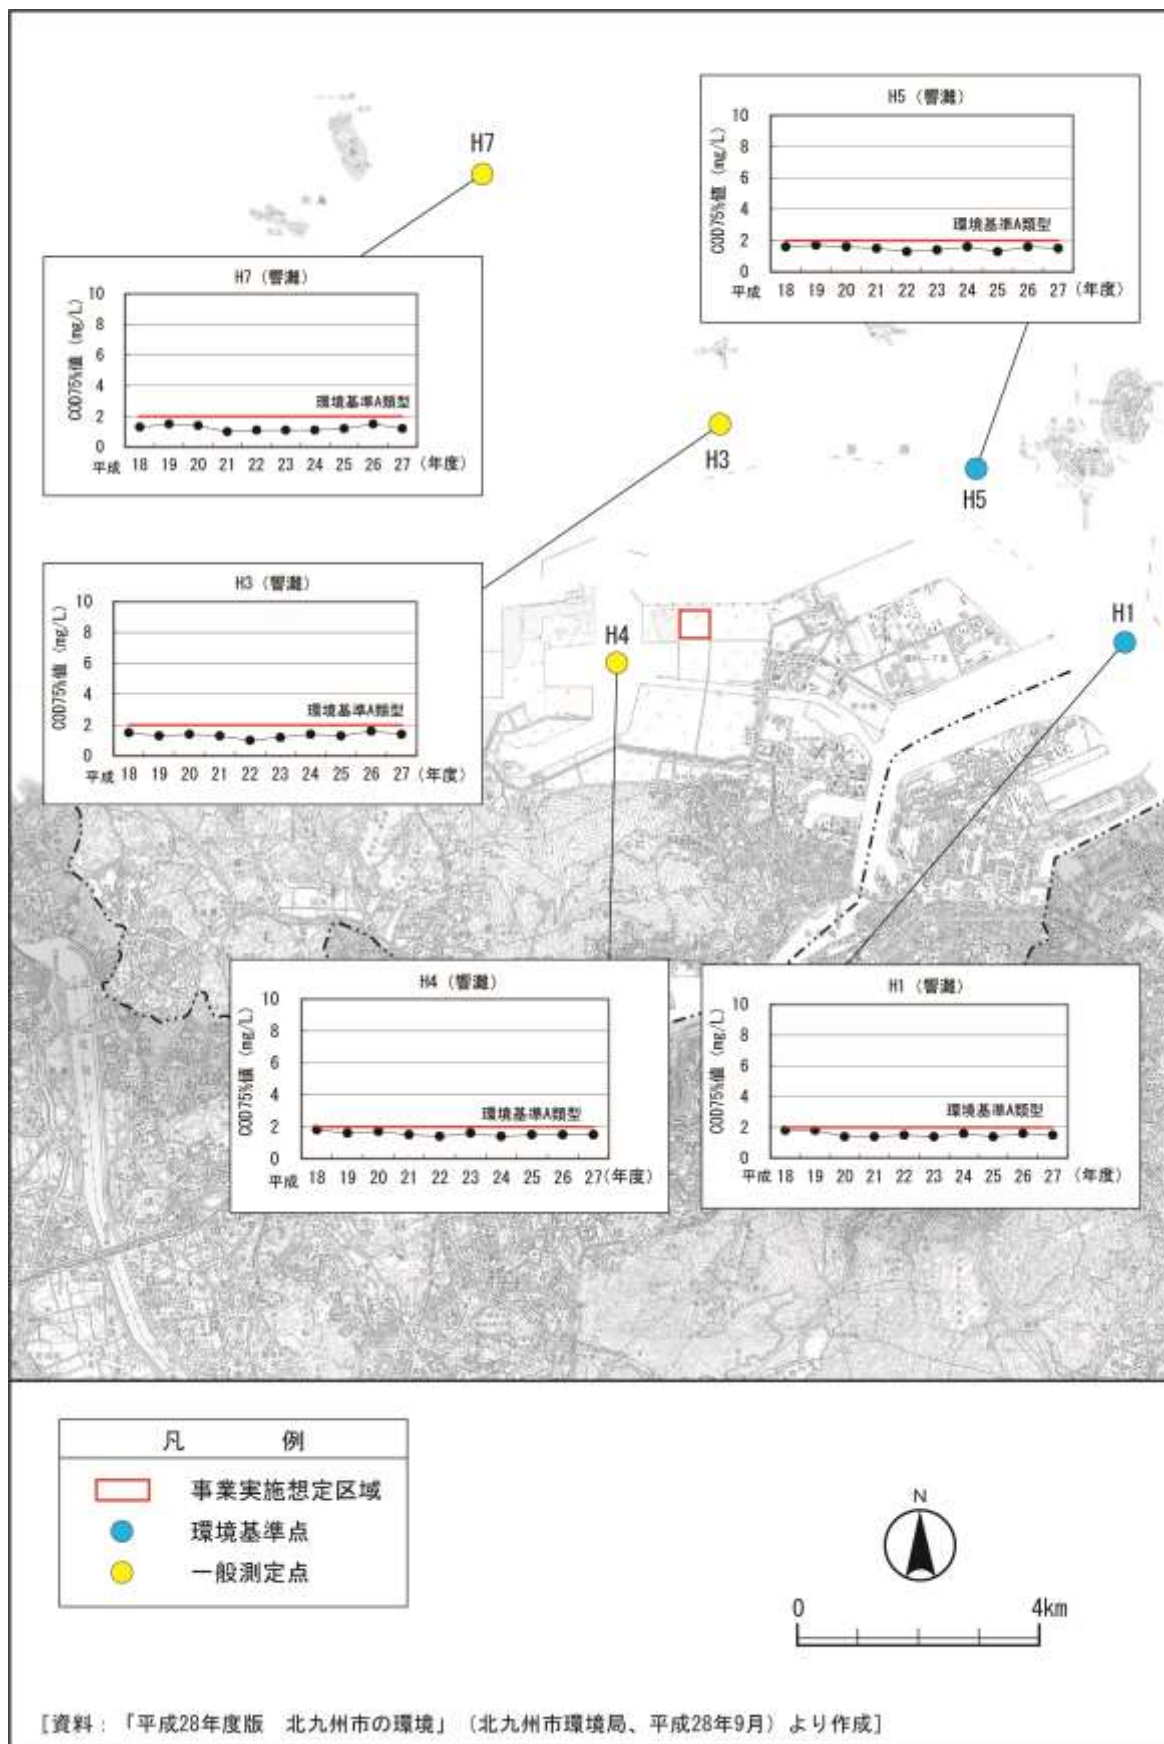 H7
H7（響灘）
COD75%値（mg/L）
10
8
6
4
2
0
環境基準A類型
平成 18 19 20 21 22 23 24 25 26 27（年度）
H5（響灘）
COD75%値（mg/L）
10
8
6
4
2
0
環境基準A類型
平成 18 19 20 21 22 23 24 25 26 27（年度）
H3
H5
H3（響灘）
COD75%値（mg/L）
10
8
6
4
2
0
環境基準A類型
平成 18 19 20 21 22 23 24 25 26 27（年度）
H4
H1
H4（響灘）
COD75%値（mg/L）
10
8
6
4
2
0
環境基準A類型
平成 18 19 20 21 22 23 24 25 26 27（年度）
H1（響灘）
COD75%値（mg/L）
10
8
6
4
2
0
環境基準A類型
平成 18 19 20 21 22 23 24 25 26 27（年度）
凡　例
事業実施想定区域
環境基準点
一般測定点
N
0 4km
[資料：「平成28年度版　北九州市の環境」（北九州市環境局、平成28年9月）より作成]